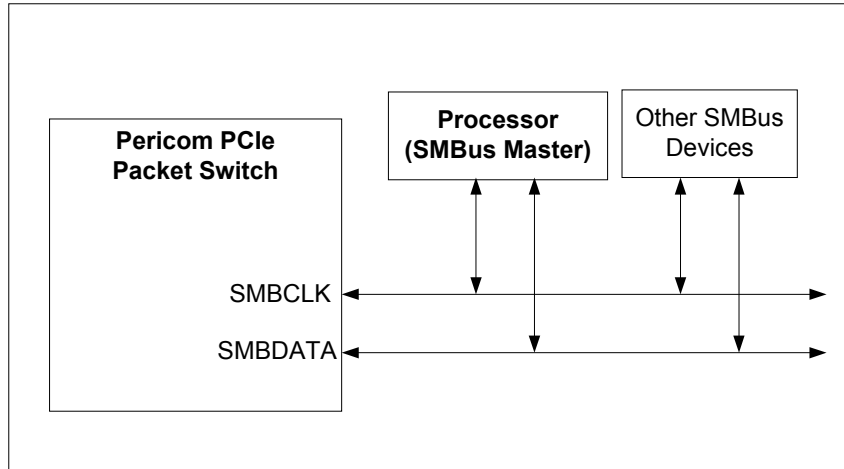 Pericom PCIe
Packet Switch
Processor
(SMBus Master)
Other SMBus
Devices
SMBCLK
SMBDATA